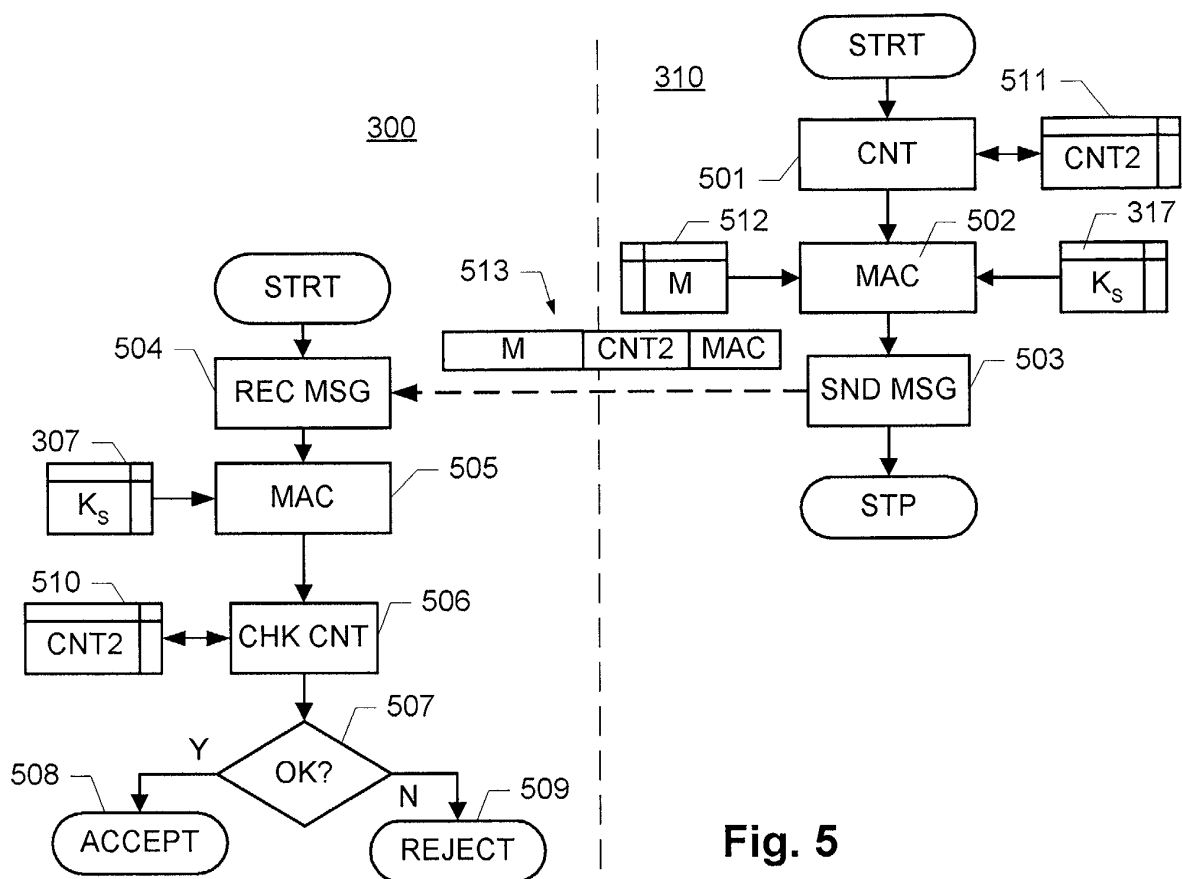 STRT
310
511
300
CNT
CNT2
501
512
502
317
M
MAC
K_s
513
STRT
M CNT2 MAC
504
503
REC MSG
SND MSG
307
505
K_s
MAC
STP
510
506
CNT2
CHK CNT
507
Y
OK?
508
N
509
ACCEPT
REJECT
Fig. 5